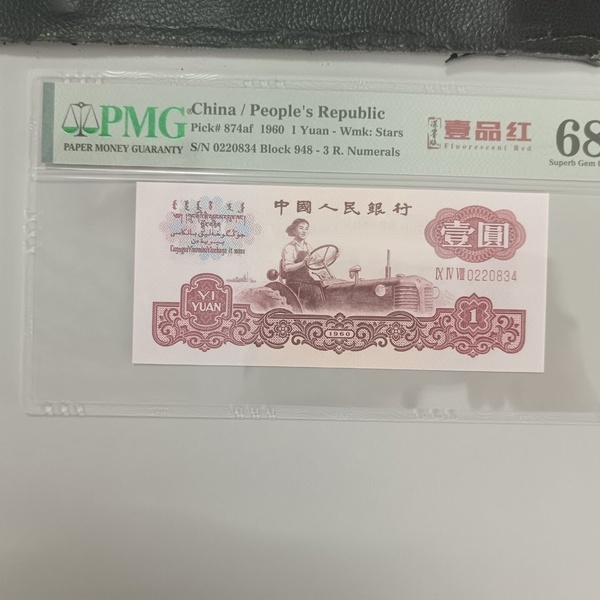 PMG
PAPER MONEY GUARANTY
China / People's Republic
Pick# 874af 1960 1 Yuan - Wmk: Stars
S/N 0220834 Block 948 - 3 R. Numerals
壹品红
Fluorescent Red
68
Superb Gem
中国人民銀行
壹圓
IX IV VIII 0220834
YI
YUAN
1960
1